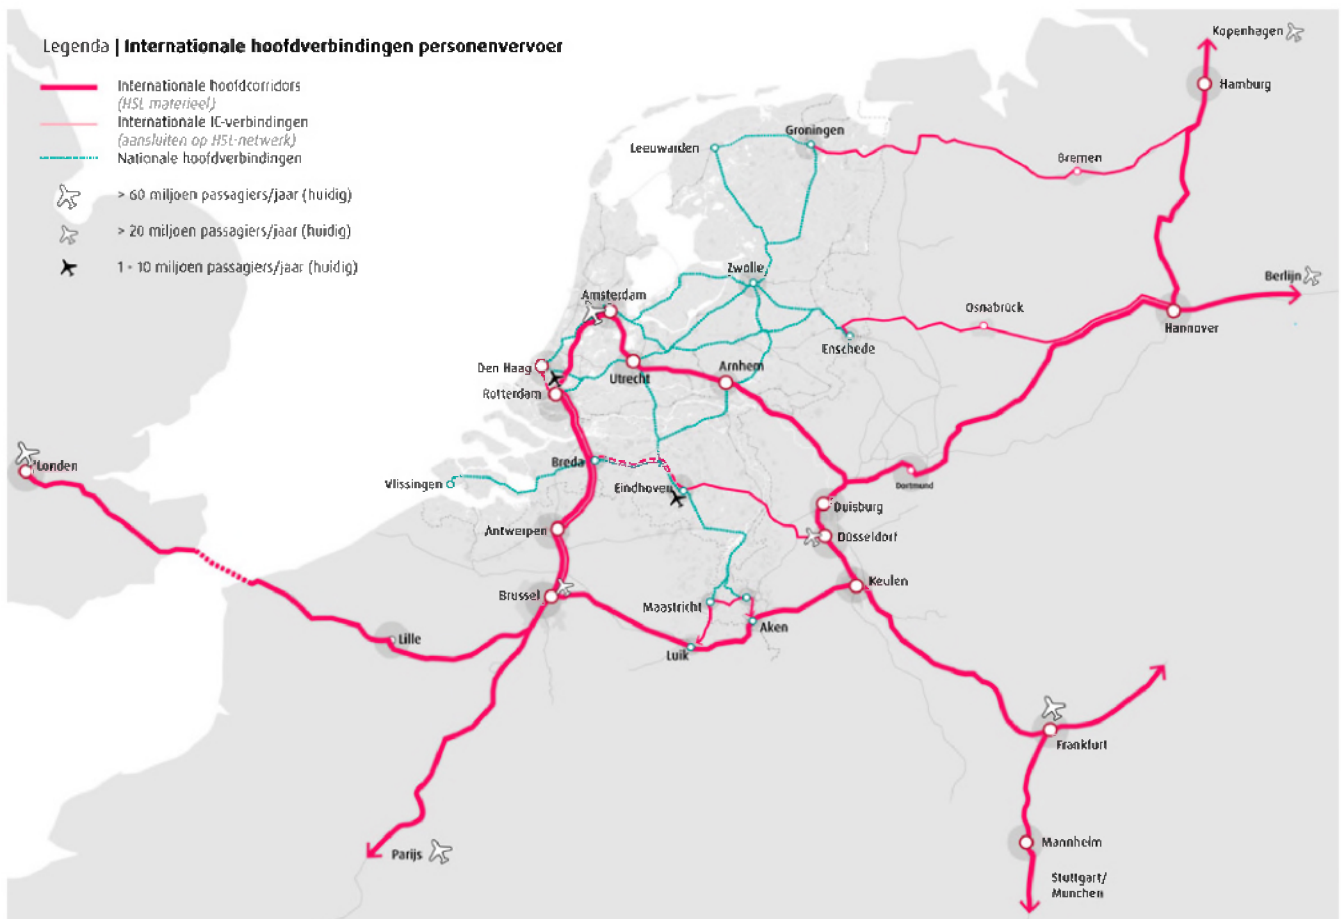 Legenda | Internationale hoofdverbindingen personenvervoer
Internationale hoofdcorridors
(HSL materieel)
Internationale IC-verbindingen
(aansluiten op HSL-netwerk)
Nationale hoofdverbindingen
> 60 miljoen passagiers/jaar (huidig)
> 20 miljoen passagiers/jaar (huidig)
1 - 10 miljoen passagiers/jaar (huidig)
Kopenhagen
Hamburg
Groningen
Leeuwarden
Bremen
Zwolle
Berlijn
Amsterdam
Osnabrück
Hannover
Enschede
Den Haag
Utrecht
Arnhem
Rotterdam
Londen
Breda
Vlissingen
Eindhoven
Dortmund
Duisburg
Antwerpen
Düsseldorf
Keulen
Brussel
Maastricht
Aken
Lille
Luik
Frankfurt
Parijs
Mannheim
Stuttgart/
Munchen